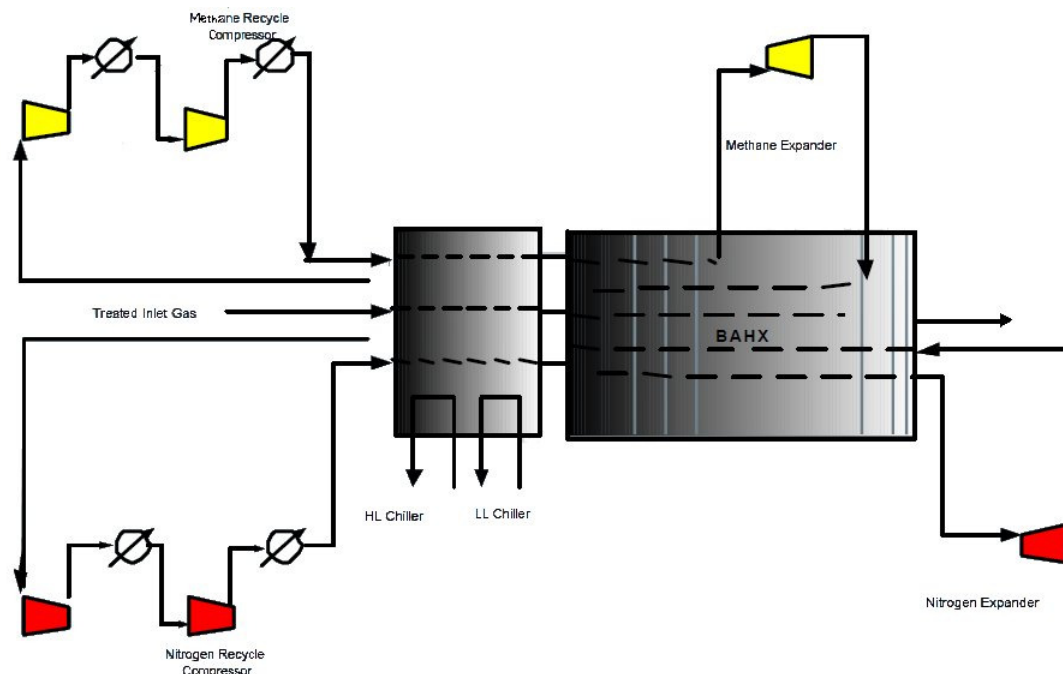 Methane Recycle
Compressor
Methane Expander
Treated Inlet Gas
BAHX
HL Chiller
LL Chiller
Nitrogen Expander
Nitrogen Recycle
Compressor